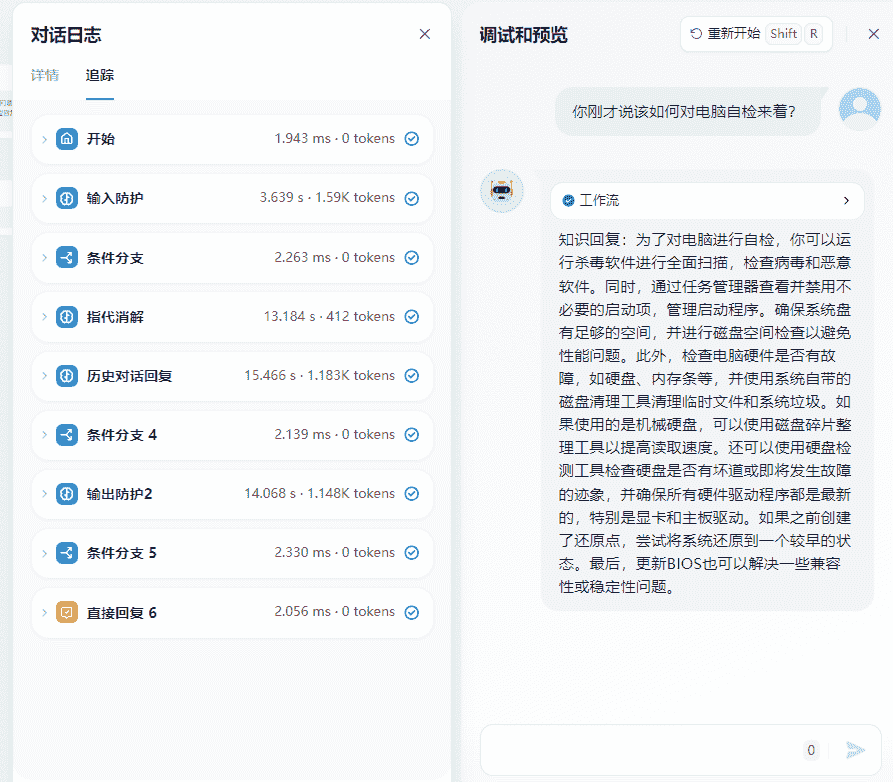 对话日志
详情
追踪
开始
1.943 ms · 0 tokens
输入防护
3.639 s · 1.59K tokens
条件分支
2.263 ms · 0 tokens
指代消解
13.184 s · 412 tokens
历史对话回复
15.466 s · 1.183K tokens
条件分支 4
2.139 ms · 0 tokens
输出防护2
14.068 s · 1.148K tokens
条件分支 5
2.330 ms · 0 tokens
直接回复 6
2.056 ms · 0 tokens
调试和预览
重新开始 Shift R
你刚才说该如何对电脑自检来着?
工作流
知识回复：为了对电脑进行自检，你可以运
行杀毒软件进行全面扫描，检查病毒和恶意
软件。同时，通过任务管理器查看并禁用不
必要的启动项，管理启动程序。确保系统盘
有足够的空间，并进行磁盘空间检查以避免
性能问题。此外，检查电脑硬件是否有故
障，如硬盘、内存条等，并使用系统自带的
磁盘清理工具清理临时文件和系统垃圾。如
果使用的是机械硬盘，可以使用磁盘碎片整
理工具以提高读取速度。还可以使用硬盘检
测工具检查硬盘是否有坏道或即将发生故障
的迹象，并确保所有硬件驱动程序都是最新
的，特别是显卡和主板驱动。如果之前创建
了还原点，尝试将系统还原到一个较早的状
态。最后，更新BIOS也可以解决一些兼容
性或稳定性问题。
0